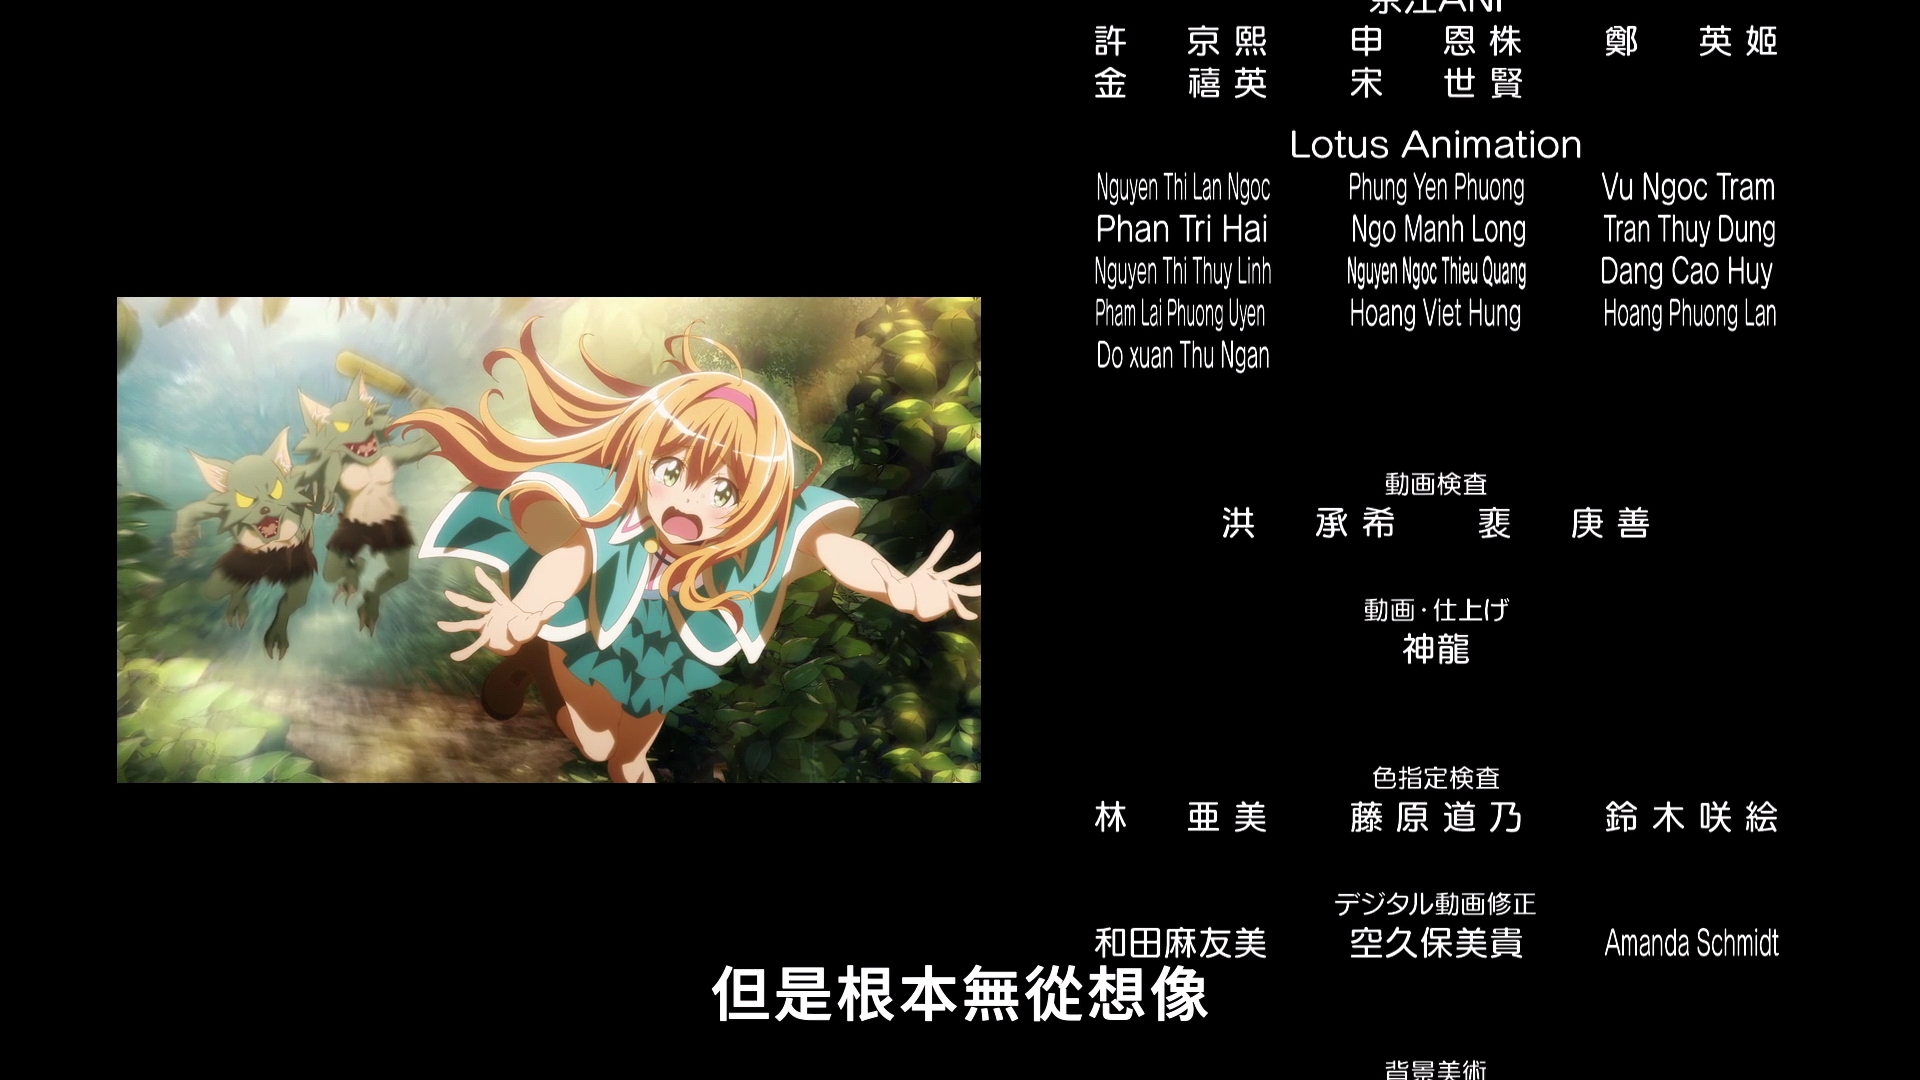 京江ANI
許 京熙 申 恩株 鄭 英姫
金 禧英 宋 世賢
Lotus Animation
Nguyen Thi Lan Ngoc Phung Yen Phuong Vu Ngoc Tram
Phan Tri Hai Ngo Manh Long Tran Thuy Dung
Nguyen Thi Thuy Linh Nguyen Ngoc Thieu Quang Dang Cao Huy
Pham Lai Phuong Uyen Hoang Viet Hung Hoang Phuong Lan
Do xuan Thu Ngan
動画検査
洪 承希 裵 庚善
動画・仕上げ
神龍
色指定検査
林 亜美 藤原道乃 鈴木咲絵
デジタル動画修正
和田麻友美 空久保美貴 Amanda Schmidt
但是根本無從想像
背景美術